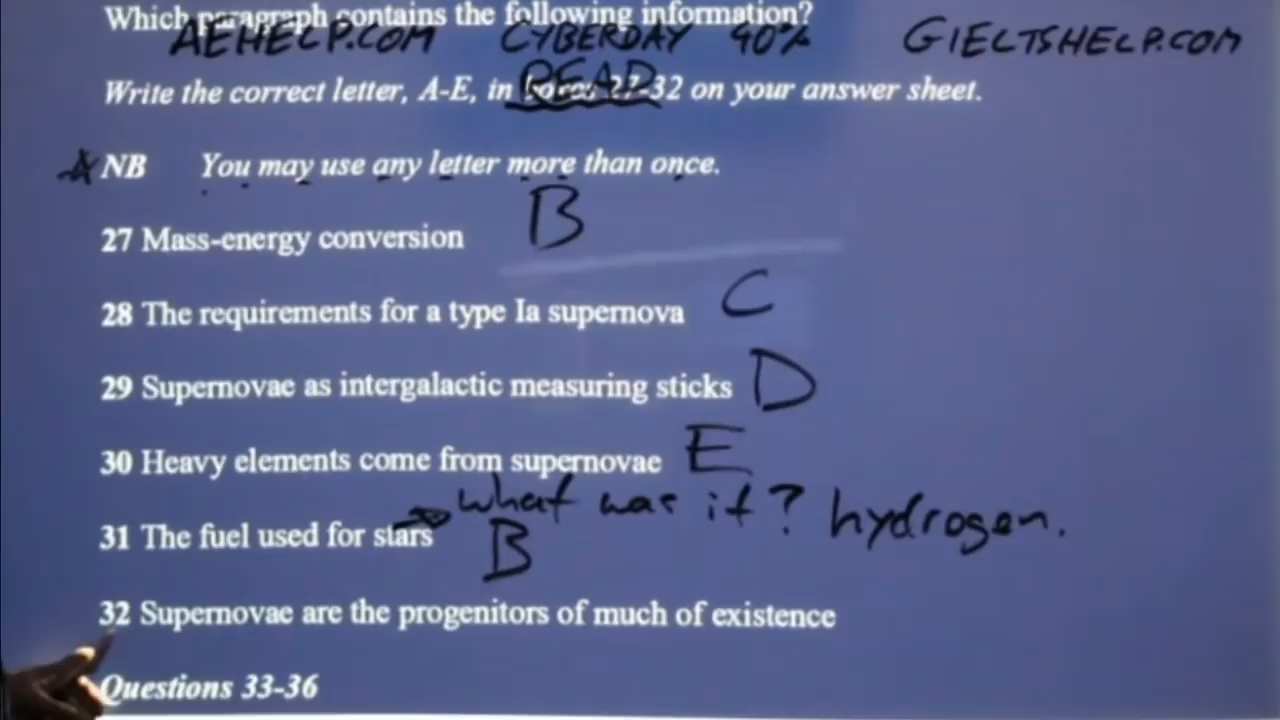 Which paragraph contains the following information?
AEHELP.COM CYBERDAY 40% GIELTSHELP.COM
READ
Write the correct letter, A-E, in boxes 27-32 on your answer sheet.
NB You may use any letter more than once.
27 Mass-energy conversion B
28 The requirements for a type Ia supernova C
29 Supernovae as intergalactic measuring sticks D
30 Heavy elements come from supernovae E
what was it? hydrogen.
31 The fuel used for stars B
32 Supernovae are the progenitors of much of existence
Questions 33-36